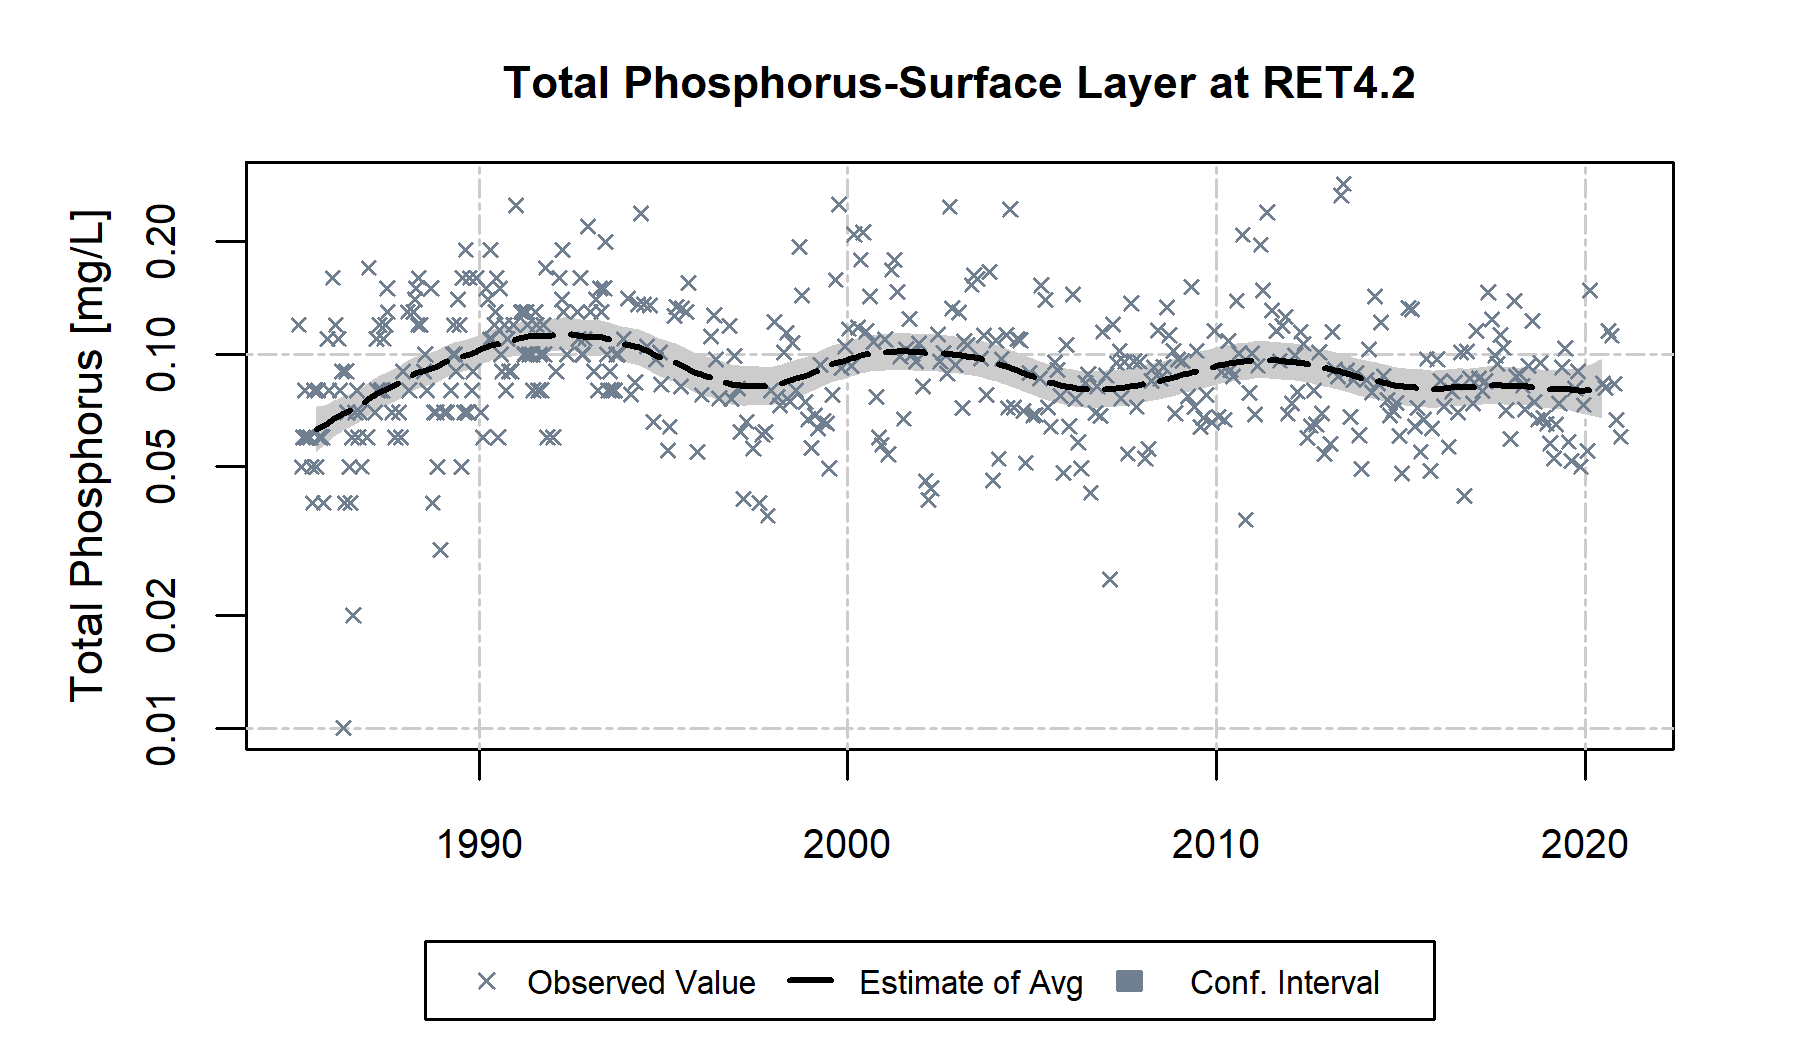 Total Phosphorus-Surface Layer at RET4.2
Total Phosphorus [mg/L]
0.20
0.10
0.05
0.02
0.01
1990 2000 2010 2020
Observed Value Estimate of Avg Conf. Interval